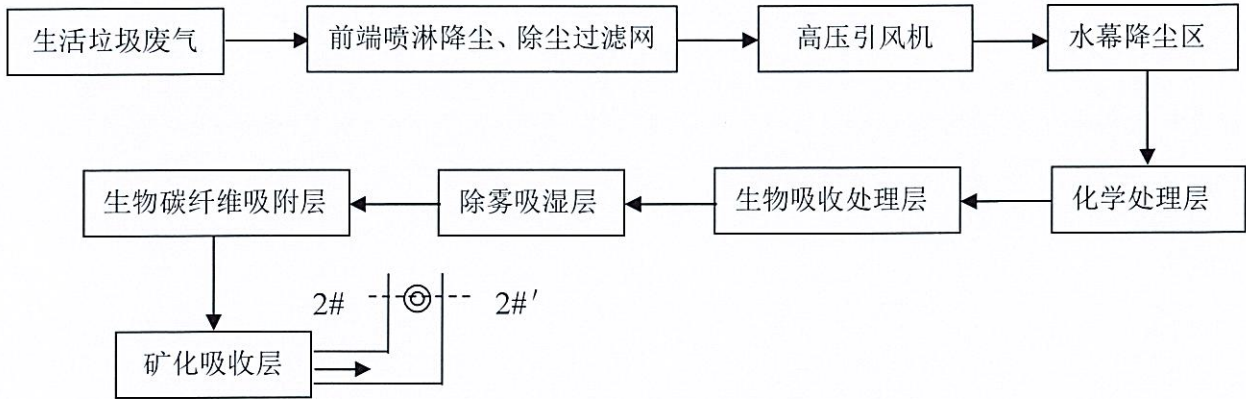 生活垃圾废气
前端喷淋降尘、除尘过滤网
高压引风机
水幕降尘区
化学处理层
生物吸收处理层
除雾吸湿层
生物碳纤维吸附层
矿化吸收层
2#
2#′